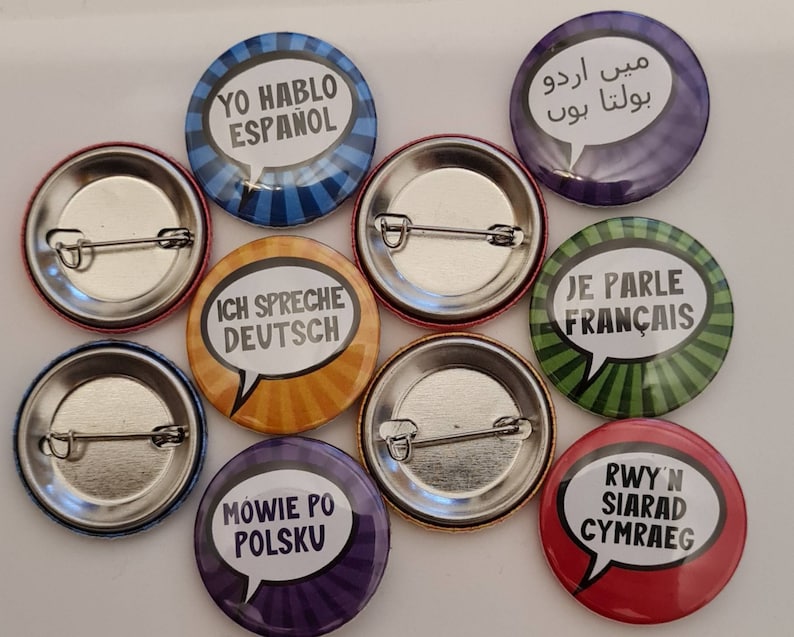 YO HABLO
ESPAÑOL
میں اردو
بولتا ہوں
ICH SPRECHE
DEUTSCH
JE PARLE
FRANÇAIS
MÓWIE PO
POLSKU
RWY'N
SIARAD
CYMRAEG